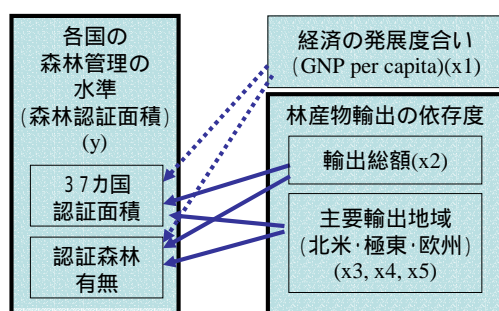 各国の
森林管理の
水準
(森林認証面積)
(y)
37カ国
認証面積
認証森林
有無
経済の発展度合い
(GNP per capita)(x1)
林産物輸出の依存度
輸出総額(x2)
主要輸出地域
(北米・極東・欧州)
(x3, x4, x5)